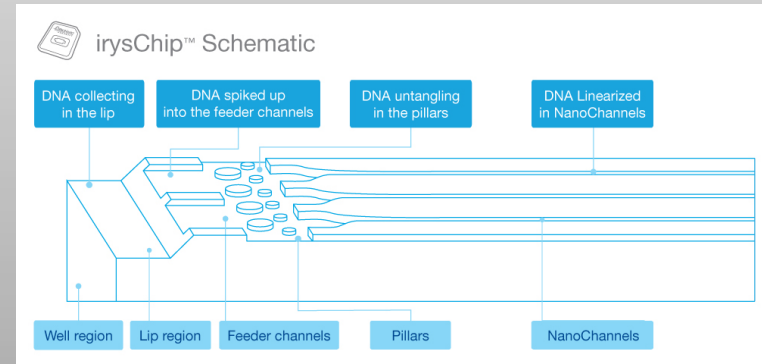 irysChip™ Schematic
DNA collecting
in the lip
DNA spiked up
into the feeder channels
DNA untangling
in the pillars
DNA Linearized
in NanoChannels
Well region
Lip region
Feeder channels
Pillars
NanoChannels